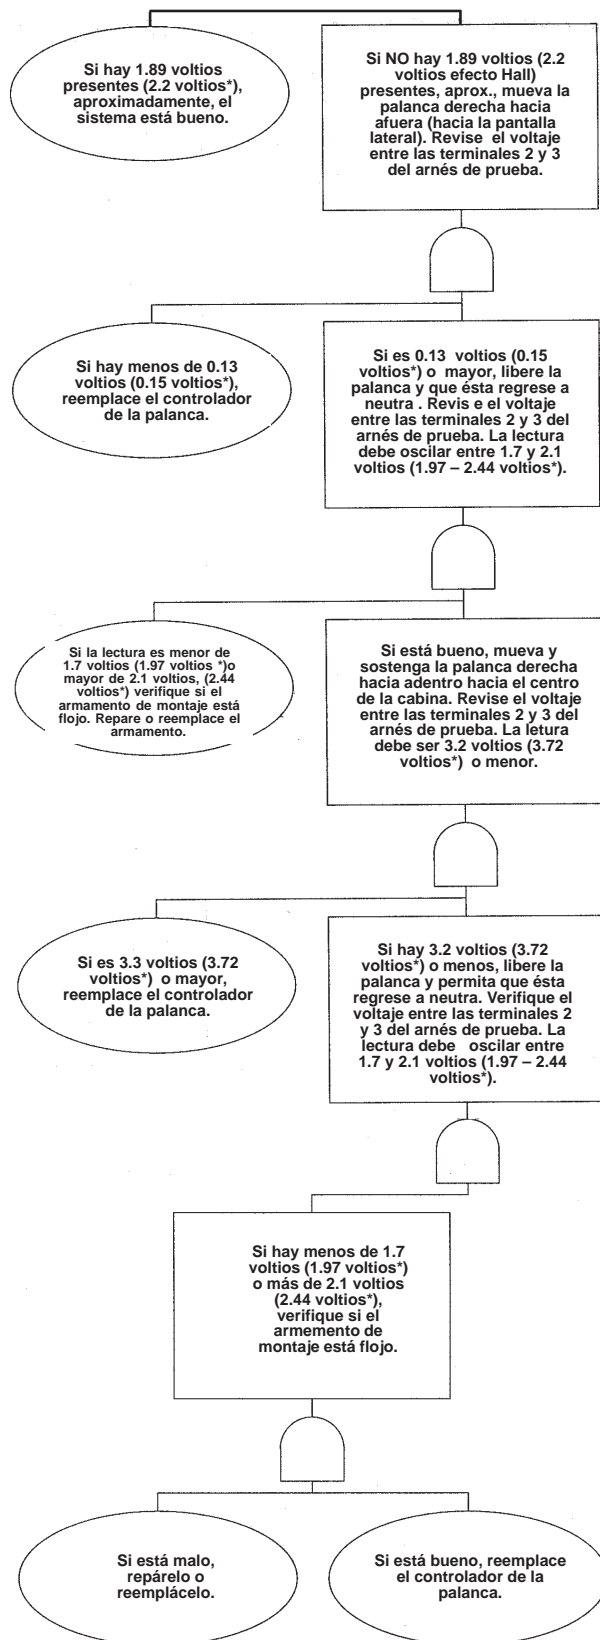 Si hay 1.89 voltios
presentes (2.2 voltios*),
aproximadamente, el
sistema está bueno.
Si NO hay 1.89 voltios (2.2
voltios efecto Hall)
presentes, aprox., mueva la
palanca derecha hacia
afuera (hacia la pantalla
lateral). Revise el voltaje
entre las terminales 2 y 3
del arnés de prueba.
Si hay menos de 0.13
voltios (0.15 voltios*),
reemplace el controlador
de la palanca.
Si es 0.13 voltios (0.15
voltios*) o mayor, libere la
palanca y que ésta regrese a
neutra . Revis e el voltaje
entre las terminales 2 y 3 del
arnés de prueba. La lectura
debe oscilar entre 1.7 y 2.1
voltios (1.97 – 2.44 voltios*).
Si la lectura es menor de
1.7 voltios (1.97 voltios *)o
mayor de 2.1 voltios, (2.44
voltios*) verifique si el
armamento de montaje está
flojo. Repare o reemplace el
armamento.
Si está bueno, mueva y
sostenga la palanca derecha
hacia adentro hacia el centro
de la cabina. Revise el voltaje
entre las terminales 2 y 3 del
arnés de prueba. La letura
debe ser 3.2 voltios (3.72
voltios*) o menor.
Si es 3.3 voltios (3.72
voltios*) o mayor,
reemplace el controlador
de la palanca.
Si hay 3.2 voltios (3.72
voltios*) o menos, libere la
palanca y permita que ésta
regrese a neutra. Verifique el
voltaje entre las terminales 2
y 3 del arnés de prueba. La
lectura debe oscilar entre
1.7 y 2.1 voltios (1.97 – 2.44
voltios*).
Si hay menos de 1.7
voltios (1.97 voltios*)
o más de 2.1 voltios
(2.44 voltios*),
verifique si el
armemento de
montaje está flojo.
Si está malo,
repárelo o
reemplácelo.
Si está bueno, reemplace
el controlador de la
palanca.